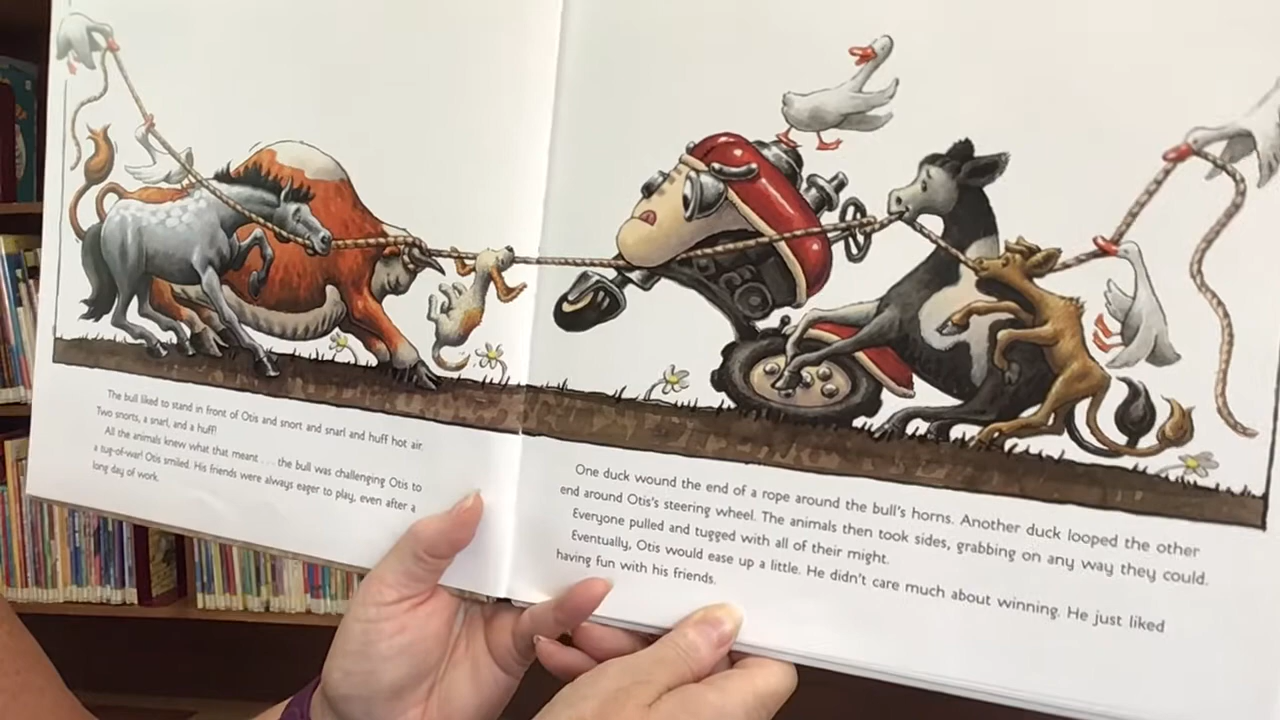 The bull liked to stand in front of Otis and snort and snarl and huff hot air.
Two snorts, a snarl, and a huff!
All the animals knew what that meant . . . the bull was challenging Otis to
a tug-of-war! Otis smiled. His friends were always eager to play, even after a
long day of work.
One duck wound the end of a rope around the bull's horns. Another duck looped the other
end around Otis's steering wheel. The animals then took sides, grabbing on any way they could.
Everyone pulled and tugged with all of their might.
Eventually, Otis would ease up a little. He didn't care much about winning. He just liked
having fun with his friends.